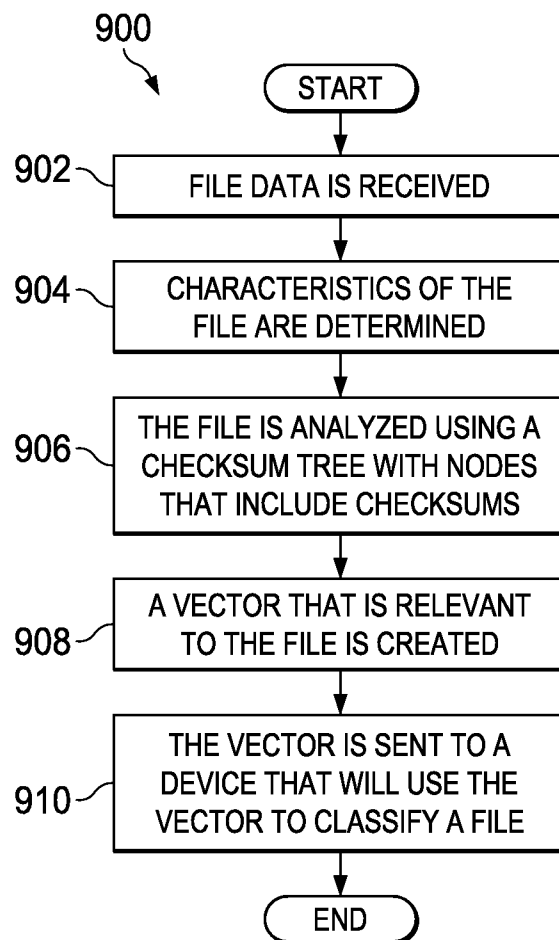 900
START
902
FILE DATA IS RECEIVED
904
CHARACTERISTICS OF THE
FILE ARE DETERMINED
906
THE FILE IS ANALYZED USING A
CHECKSUM TREE WITH NODES
THAT INCLUDE CHECKSUMS
908
A VECTOR THAT IS RELEVANT
TO THE FILE IS CREATED
910
THE VECTOR IS SENT TO A
DEVICE THAT WILL USE THE
VECTOR TO CLASSIFY A FILE
END